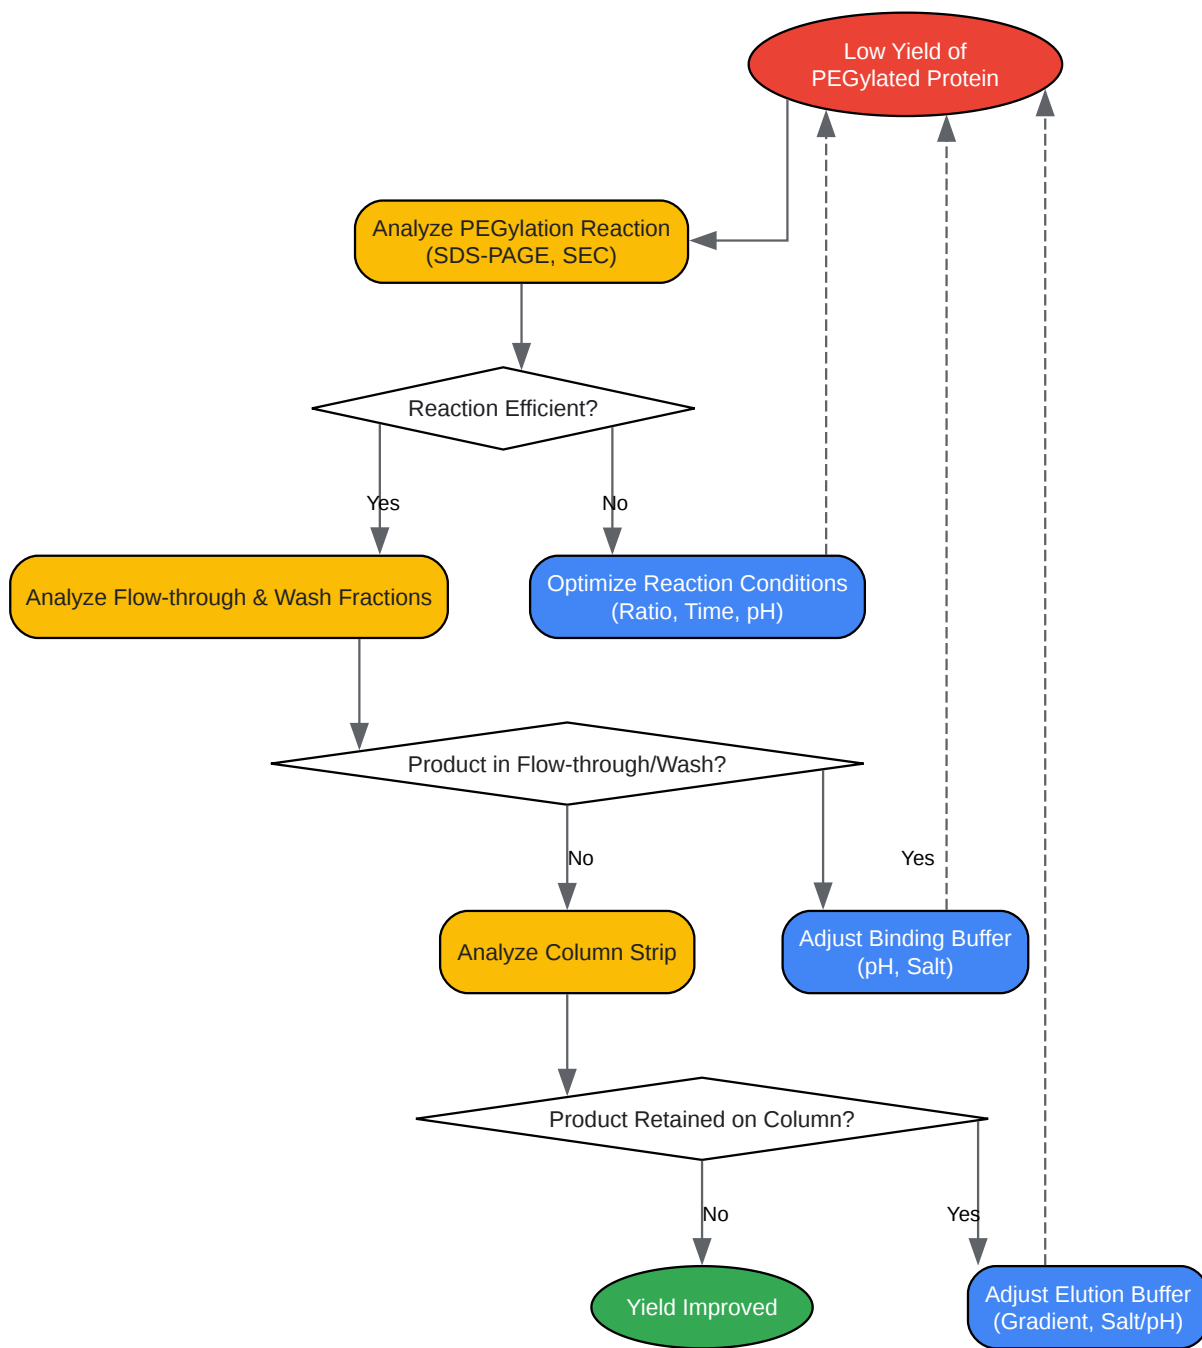 Low Yield of
PEGylated Protein
Analyze PEGylation Reaction
(SDS-PAGE, SEC)
Reaction Efficient?
Yes
No
Analyze Flow-through & Wash Fractions
Optimize Reaction Conditions
(Ratio, Time, pH)
Product in Flow-through/Wash?
No
Yes
Analyze Column Strip
Adjust Binding Buffer
(pH, Salt)
Product Retained on Column?
No
Yes
Yield Improved
Adjust Elution Buffer
(Gradient, Salt/pH)